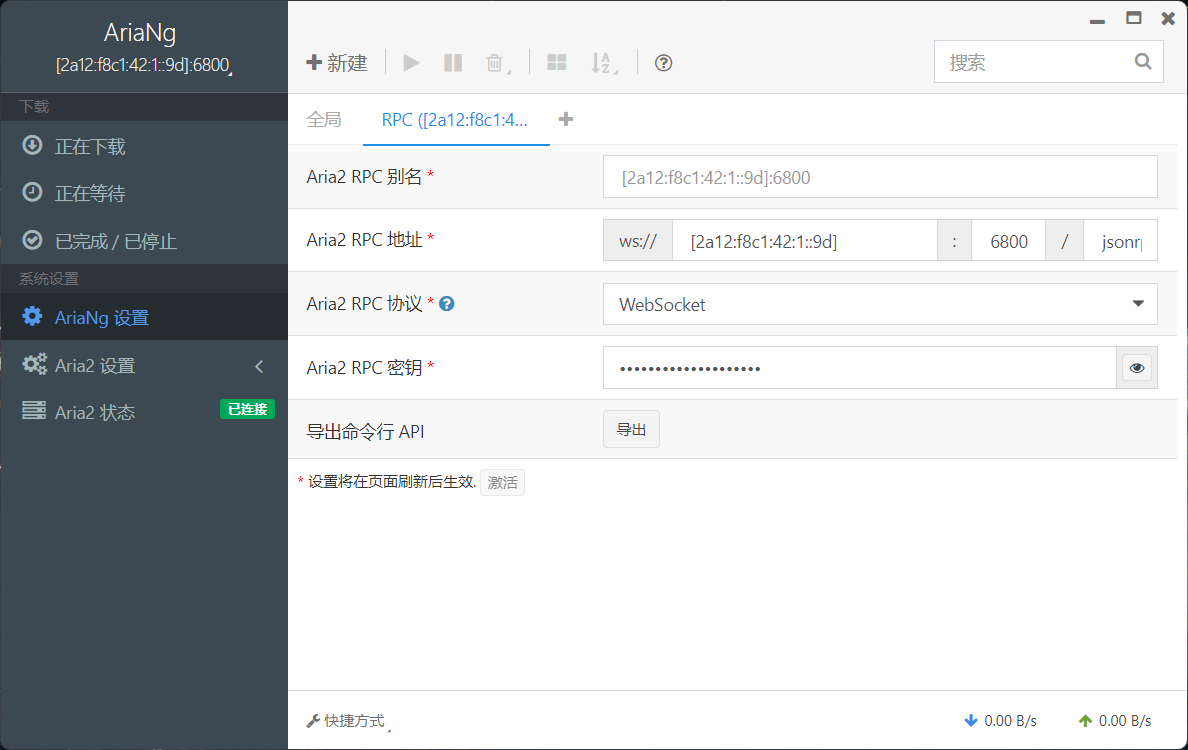 AriaNg
[2a12:f8c1:42:1::9d]:6800
下载
正在下载
正在等待
已完成 / 已停止
系统设置
AriaNg 设置
Aria2 设置
Aria2 状态 已连接
新建
搜索
全局 RPC ([2a12:f8c1:4...
Aria2 RPC 别名 * [2a12:f8c1:42:1::9d]:6800
Aria2 RPC 地址 * ws:// [2a12:f8c1:42:1::9d] : 6800 / jsonr
Aria2 RPC 协议 * WebSocket
Aria2 RPC 密钥 * ••••••••••••••••••••
导出命令行 API 导出
* 设置将在页面刷新后生效. 激活
快捷方式 0.00 B/s 0.00 B/s